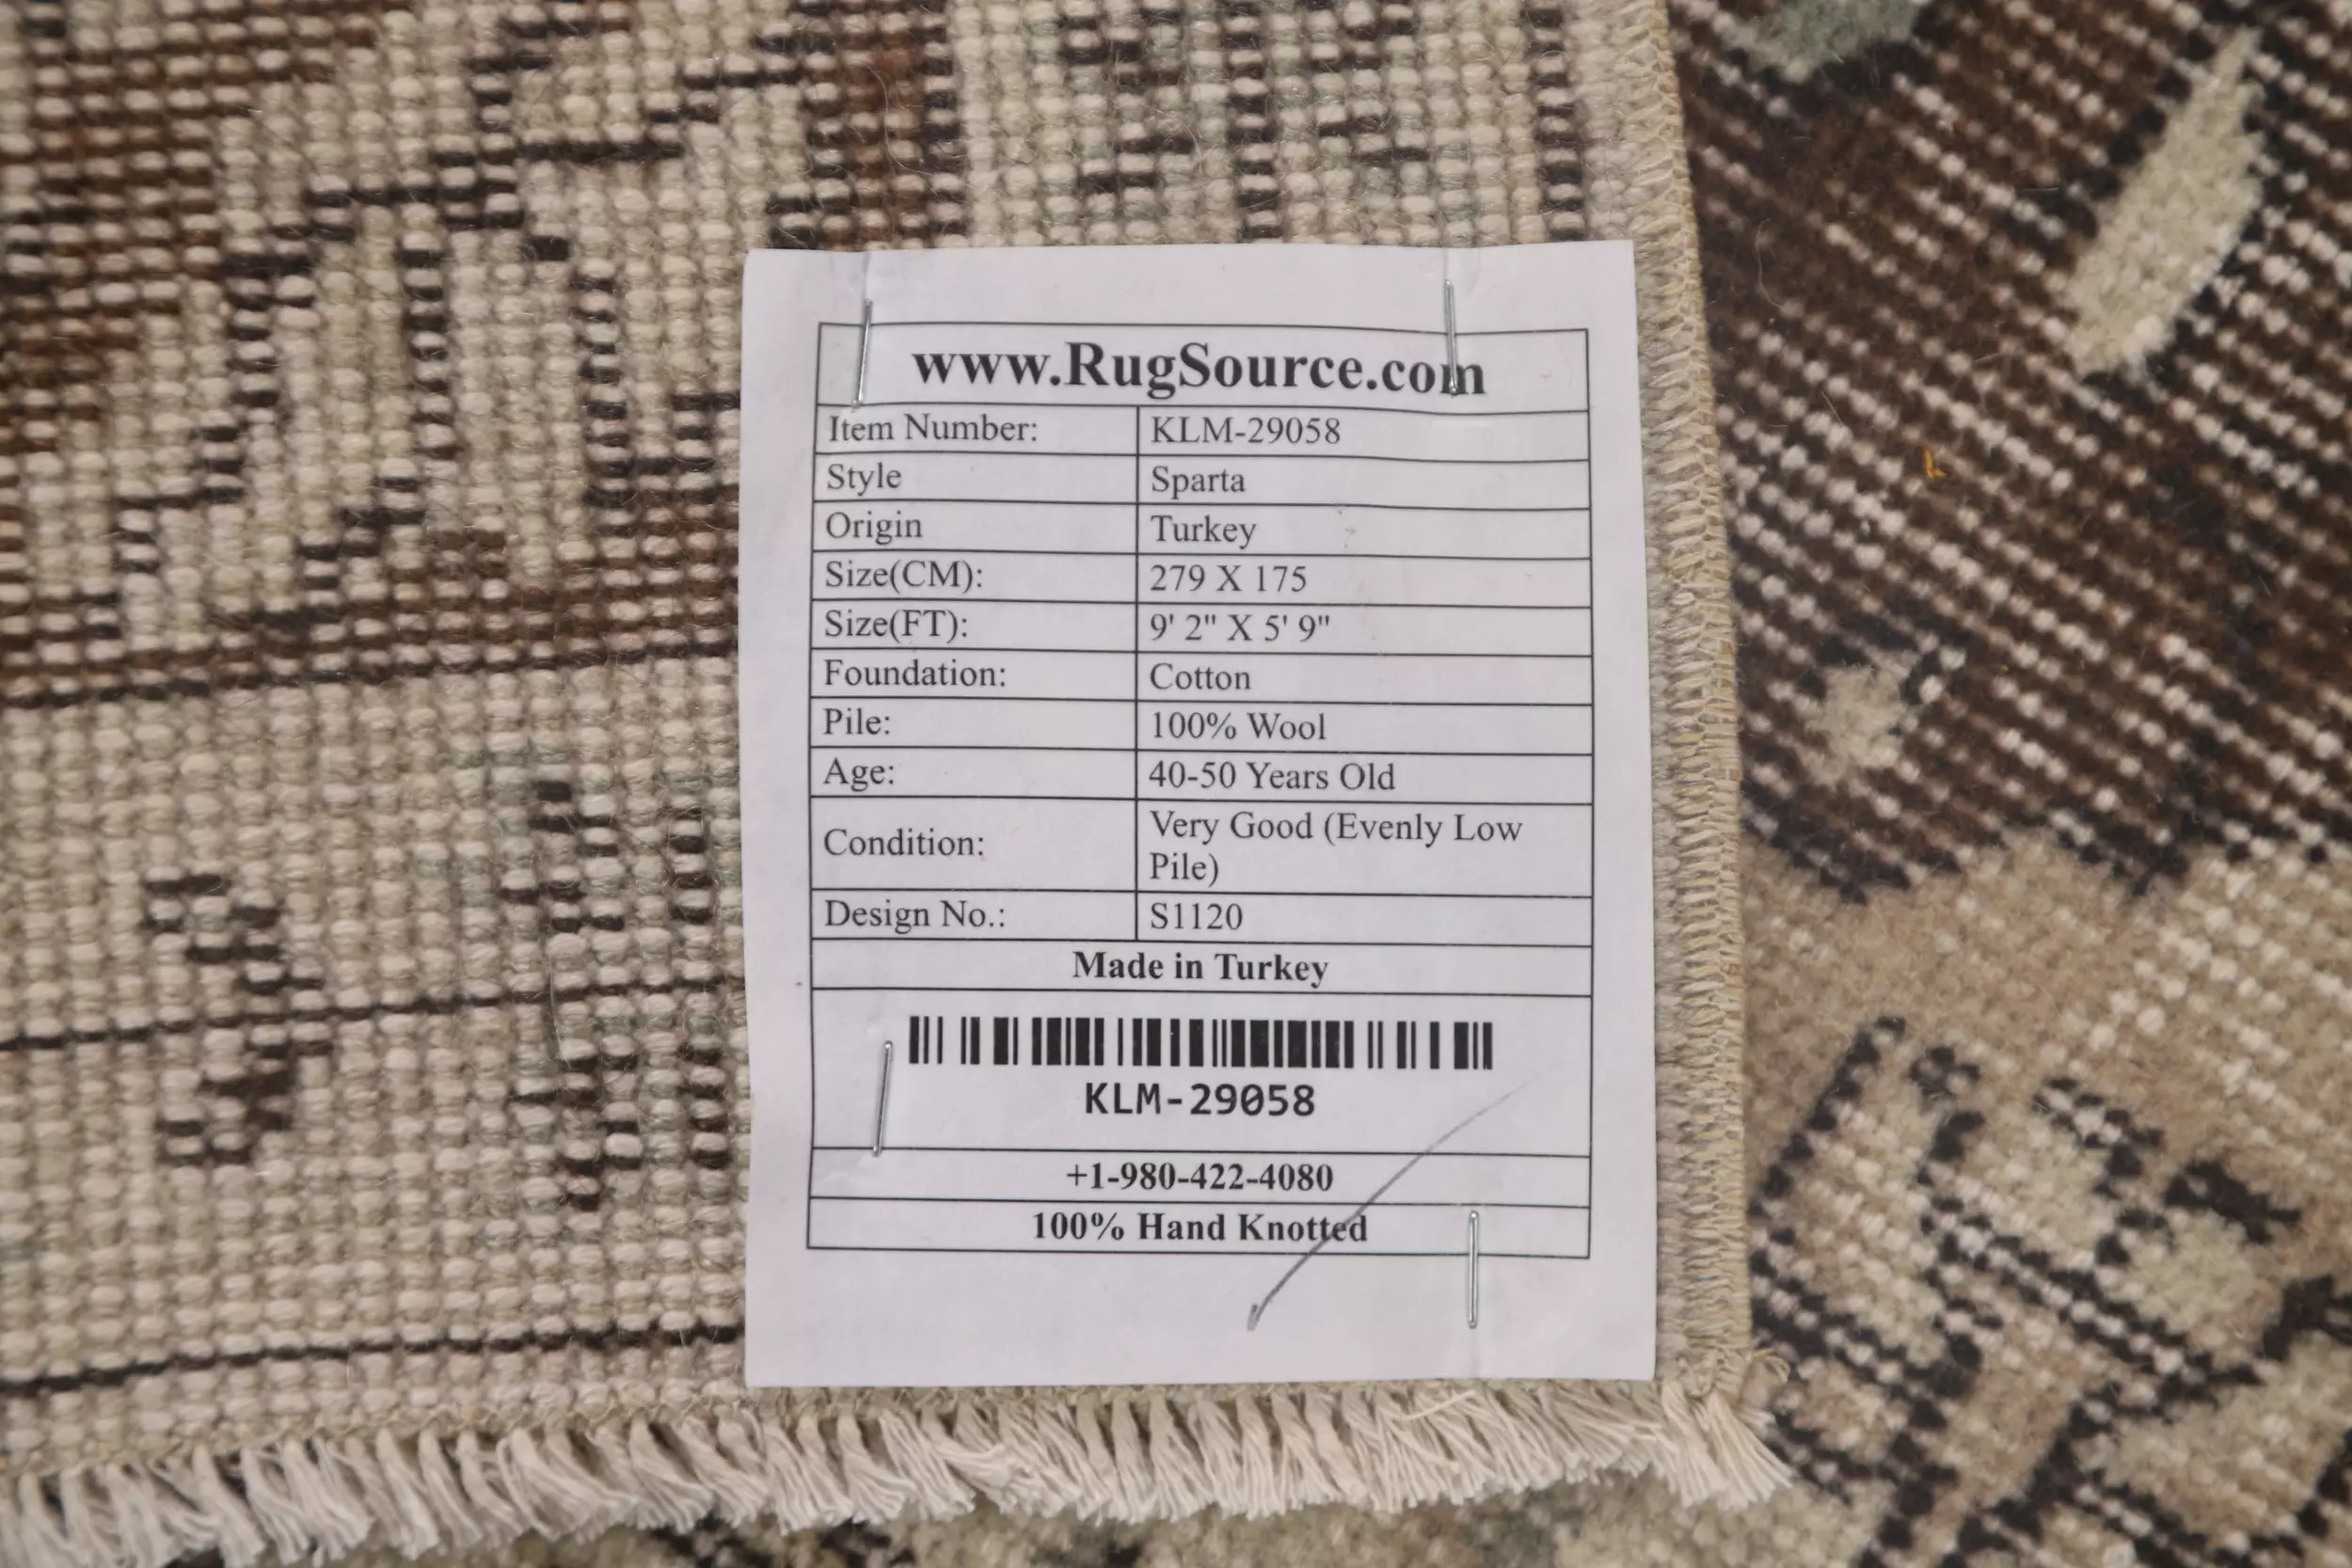 www.RugSource.com
Item Number: KLM-29058
Style Sparta
Origin Turkey
Size(CM): 279 X 175
Size(FT): 9' 2" X 5' 9"
Foundation: Cotton
Pile: 100% Wool
Age: 40-50 Years Old
Condition: Very Good (Evenly Low
Pile)
Design No.: S1120
Made in Turkey
KLM-29058
+1-980-422-4080
100% Hand Knotted